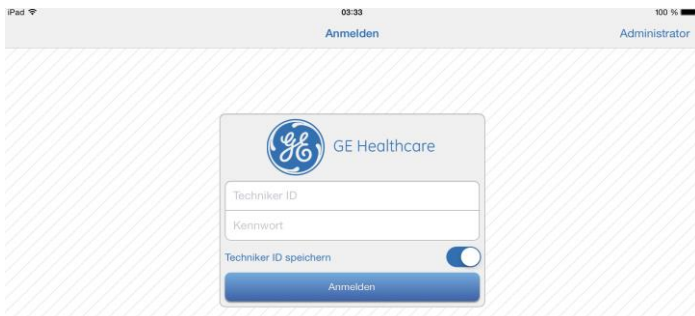 iPad 03:33 100 %
Anmelden Administrator
GE GE Healthcare
Techniker ID
Kennwort
Techniker ID speichern
Anmelden